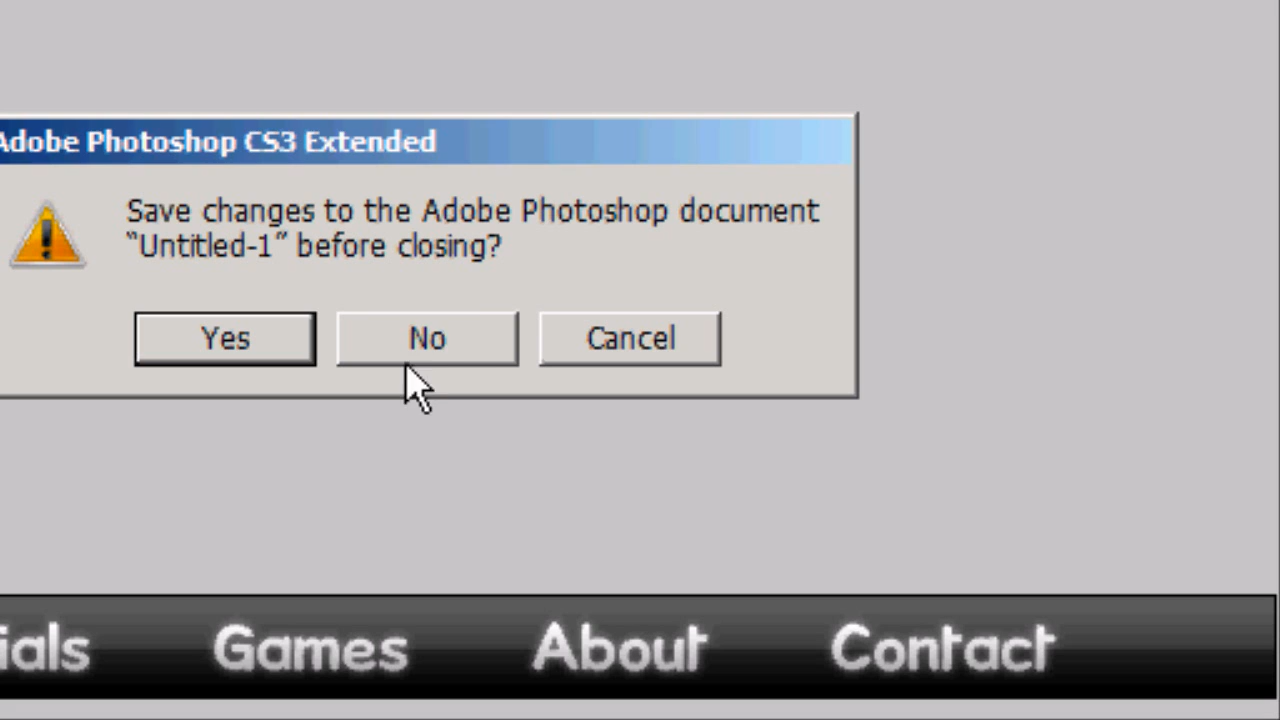 Adobe Photoshop CS3 Extended
Save changes to the Adobe Photoshop document
“Untitled-1” before closing?
Yes No Cancel
ials Games About Contact